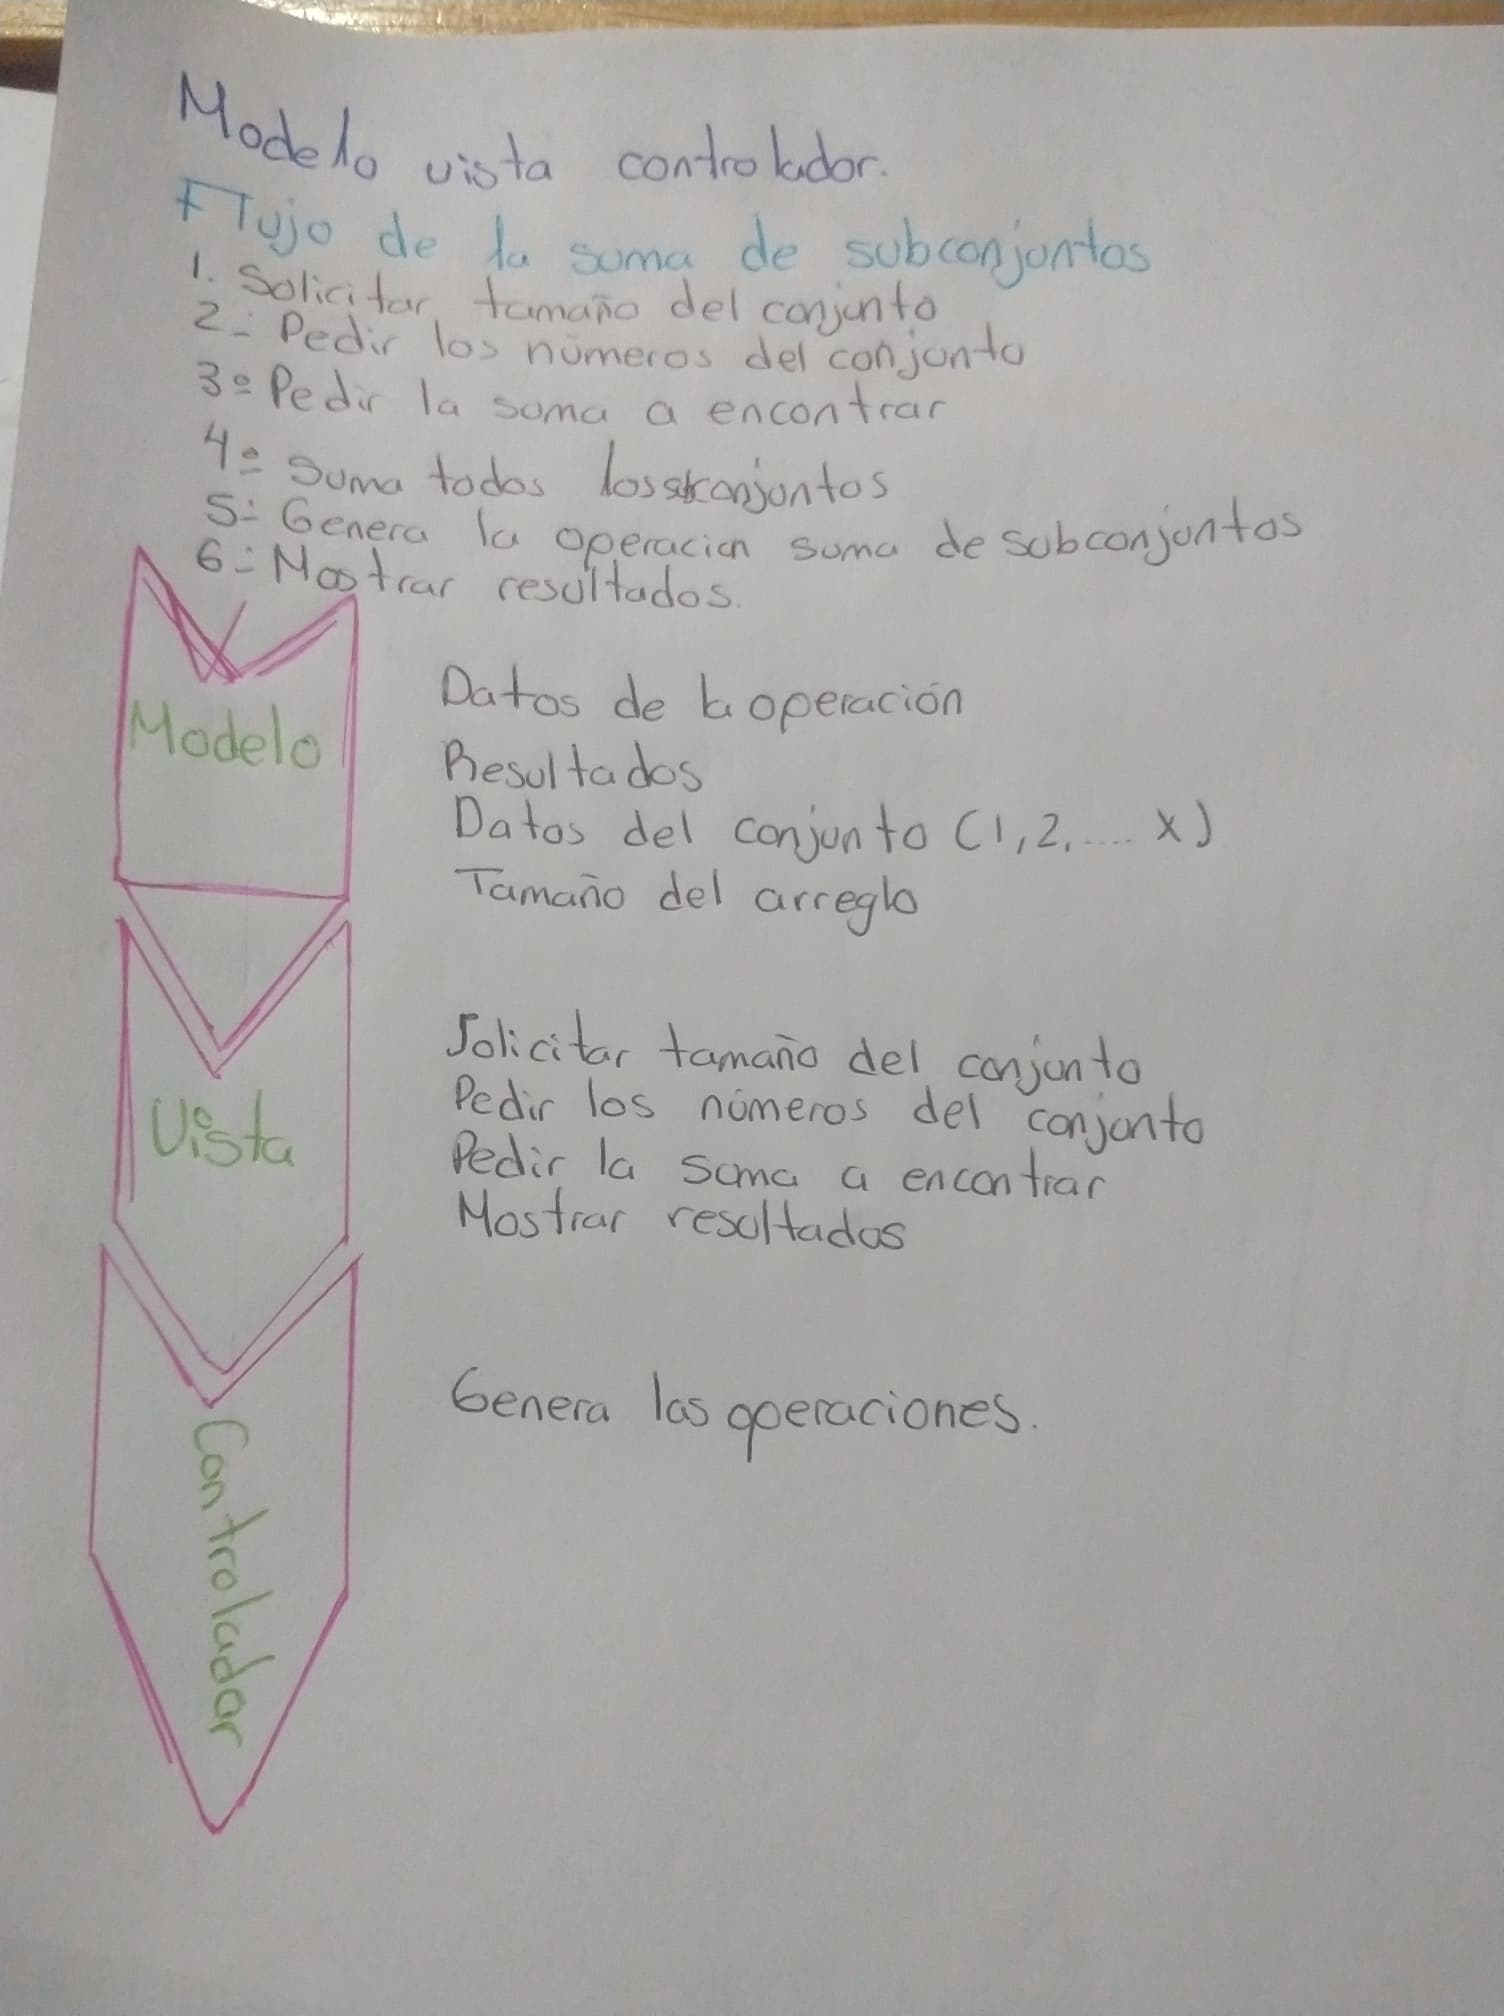 Modelo vista controlador.
Flujo de la suma de subconjuntos
1. Solicitar tamaño del conjunto
2.- Pedir los números del conjunto
3.- Pedir la suma a encontrar
4.- Suma todos los conjuntos
5.- Genera la operacion suma de subconjuntos
6.- Mostrar resultados.
Modelo
Datos de la operación
Resultados
Datos del conjunto (1,2,.... x)
Tamaño del arreglo
Vista
Solicitar tamaño del conjunto
Pedir los números del conjunto
Pedir la suma a encontrar
Mostrar resultados
Controlador
Genera las operaciones.